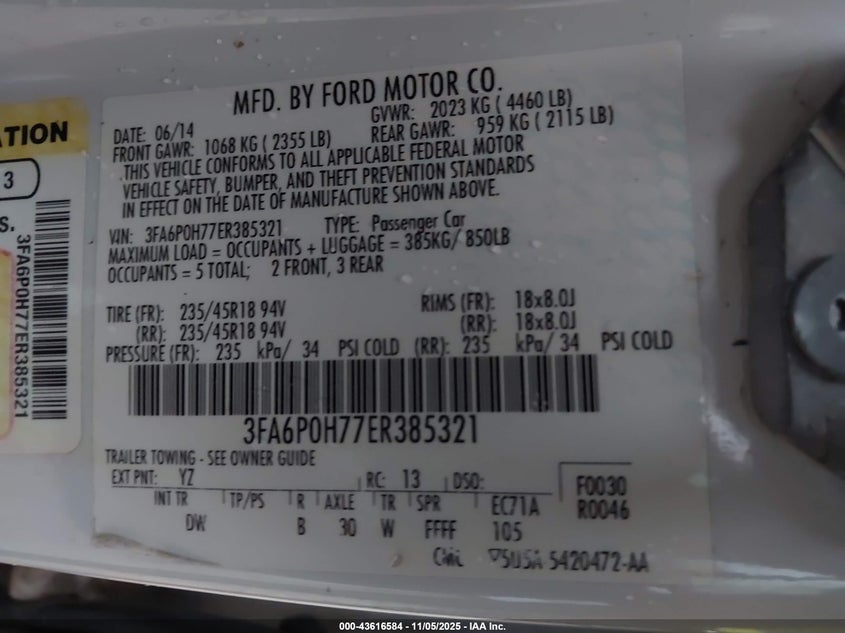 ATION
3
S.
3FA6P0H77ER385321
MFD. BY FORD MOTOR CO.
DATE: 06/14
GVWR: 2023 KG ( 4460 LB)
FRONT GAWR: 1068 KG ( 2355 LB)
REAR GAWR: 959 KG ( 2115 LB)
THIS VEHICLE CONFORMS TO ALL APPLICABLE FEDERAL MOTOR
VEHICLE SAFETY, BUMPER, AND THEFT PREVENTION STANDARDS
IN EFFECT ON THE DATE OF MANUFACTURE SHOWN ABOVE.
VIN: 3FA6P0H77ER385321 TYPE: Passenger Car
MAXIMUM LOAD = OCCUPANTS + LUGGAGE = 385KG/ 850LB
OCCUPANTS = 5 TOTAL; 2 FRONT, 3 REAR
TIRE (FR): 235/45R18 94V RIMS (FR): 18x8.0J
(RR): 235/45R18 94V (RR): 18x8.0J
PRESSURE (FR): 235 kPa/ 34 PSI COLD (RR): 235 kPa/ 34 PSI COLD
3FA6P0H77ER385321
TRAILER TOWING - SEE OWNER GUIDE
EXT PNT: YZ RC: 13 DSO: F0030
INT TR TP/PS R AXLE TR SPR EC71A R0046
DW B 30 W FFFF 105
5420472-AA
000-43616584 - 11/05/2025 - IAA Inc.